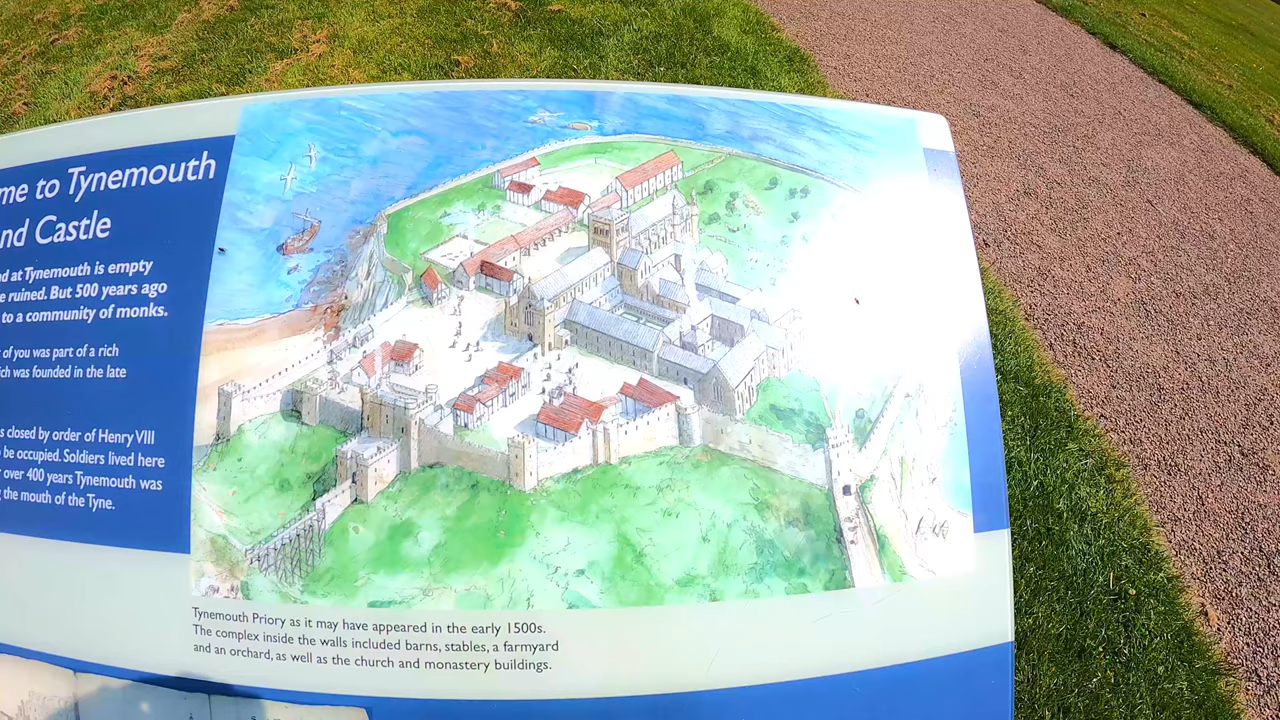 me to Tynemouth
nd Castle
d at Tynemouth is empty
e ruined. But 500 years ago
to a community of monks.
of you was part of a rich
ch was founded in the late
s closed by order of Henry VIII
be occupied. Soldiers lived here
over 400 years Tynemouth was
the mouth of the Tyne.
Tynemouth Priory as it may have appeared in the early 1500s.
The complex inside the walls included barns, stables, a farmyard
and an orchard, as well as the church and monastery buildings.